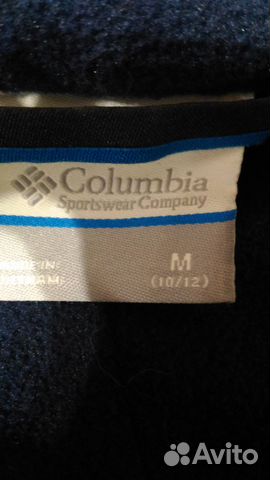 Columbia
Sportswear Company
M
(10/12)
Avito